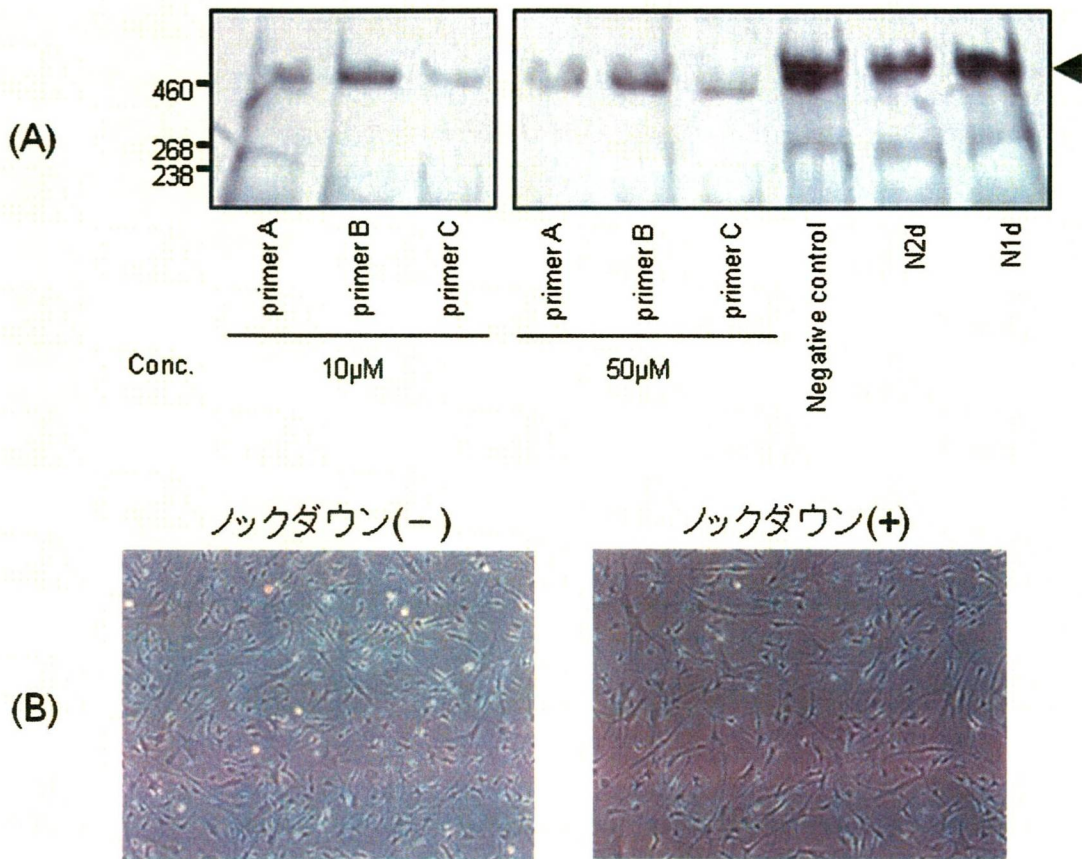 (A)
460
268
238
primer A
primer B
primer C
primer A
primer B
primer C
Negative control
N2d
N1d
Conc.
10μM
50μM
ノックダウン(−)
ノックダウン(+)
(B)